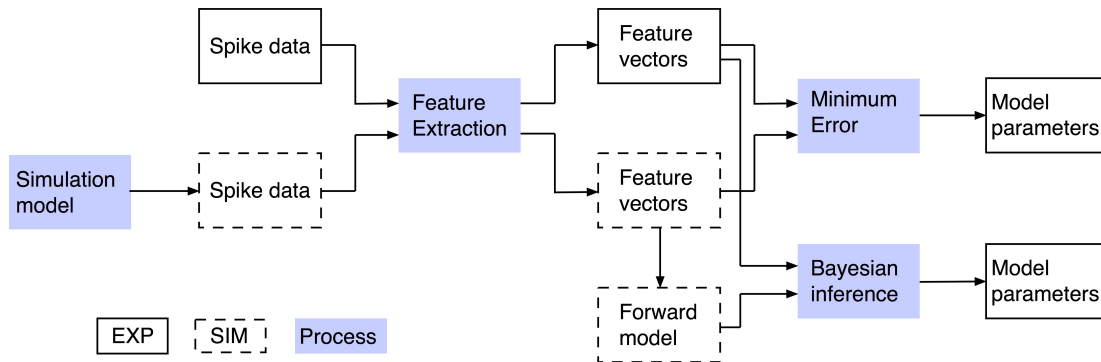 Spike data
Feature
vectors
Feature
Extraction
Minimum
Error
Model
parameters
Simulation
model
Spike data
Feature
vectors
Bayesian
inference
Model
parameters
Forward
model
EXP
SIM
Process